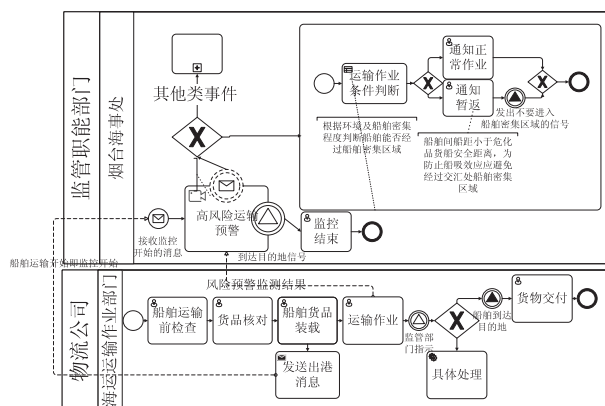 监管职能部门
烟台海事处
其他类事件
运输作业
条件判断
通知正
常作业
通知
暂返
发出不要进入
船舶密集区域的信号
根据环境及船舶密集
程度判断船舶能否经
过船舶密集区域
船舶间船距小于危化
品货船安全距离，为
防止船吸效应应避免
经过交汇处船舶密集
区域
高风险运输
预警
接收监控
开始的消息
监控
结束
到达目的地信号
船舶运输开始即监控开始
物流公司
海运运输作业部门
风险预警监测结果
船舶运输
前检查
货品核对
船舶货品
装载
运输作业
监管部
门指示
船舶到达
目的地
货物交付
发送出港
消息
具体处理